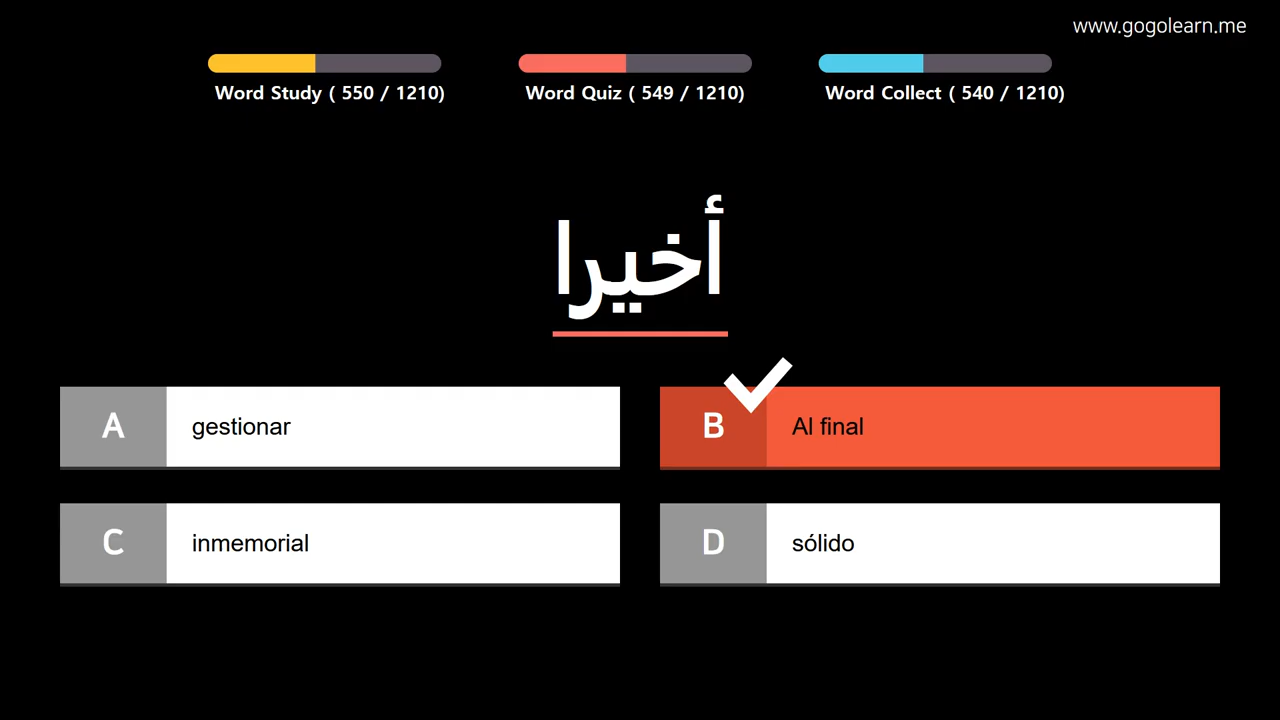 www.gogolearn.me
Word Study ( 550 / 1210)
Word Quiz ( 549 / 1210)
Word Collect ( 540 / 1210)
أخيرا
A
gestionar
B
Al final
C
inmemorial
D
sólido